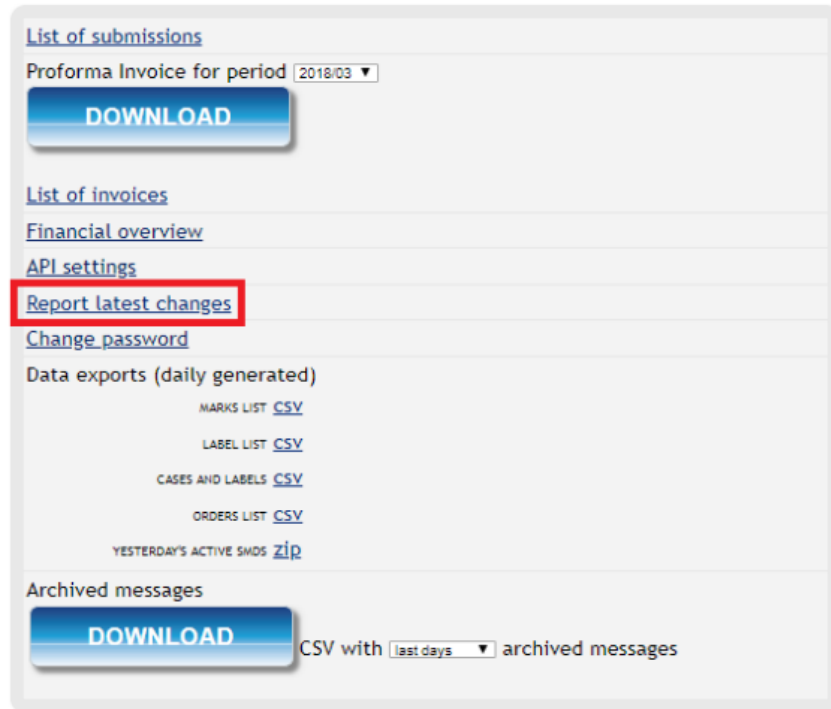 List of submissions
Proforma Invoice for period 2018/03 ▼
DOWNLOAD
List of invoices
Financial overview
API settings
Report latest changes
Change password
Data exports (daily generated)
MARKS LIST CSV
LABEL LIST CSV
CASES AND LABELS CSV
ORDERS LIST CSV
YESTERDAY'S ACTIVE SMDS zip
Archived messages
DOWNLOAD CSV with last days ▼ archived messages